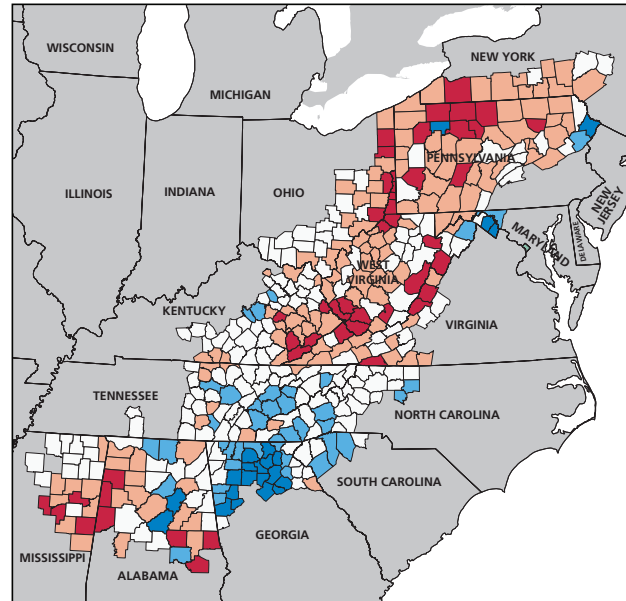 WISCONSIN
NEW YORK
MICHIGAN
PENNSYLVANIA
ILLINOIS
INDIANA
OHIO
NEW
JERSEY
MARYLAND
DELAWARE
WEST
VIRGINIA
KENTUCKY
VIRGINIA
TENNESSEE
NORTH CAROLINA
SOUTH CAROLINA
GEORGIA
MISSISSIPPI
ALABAMA